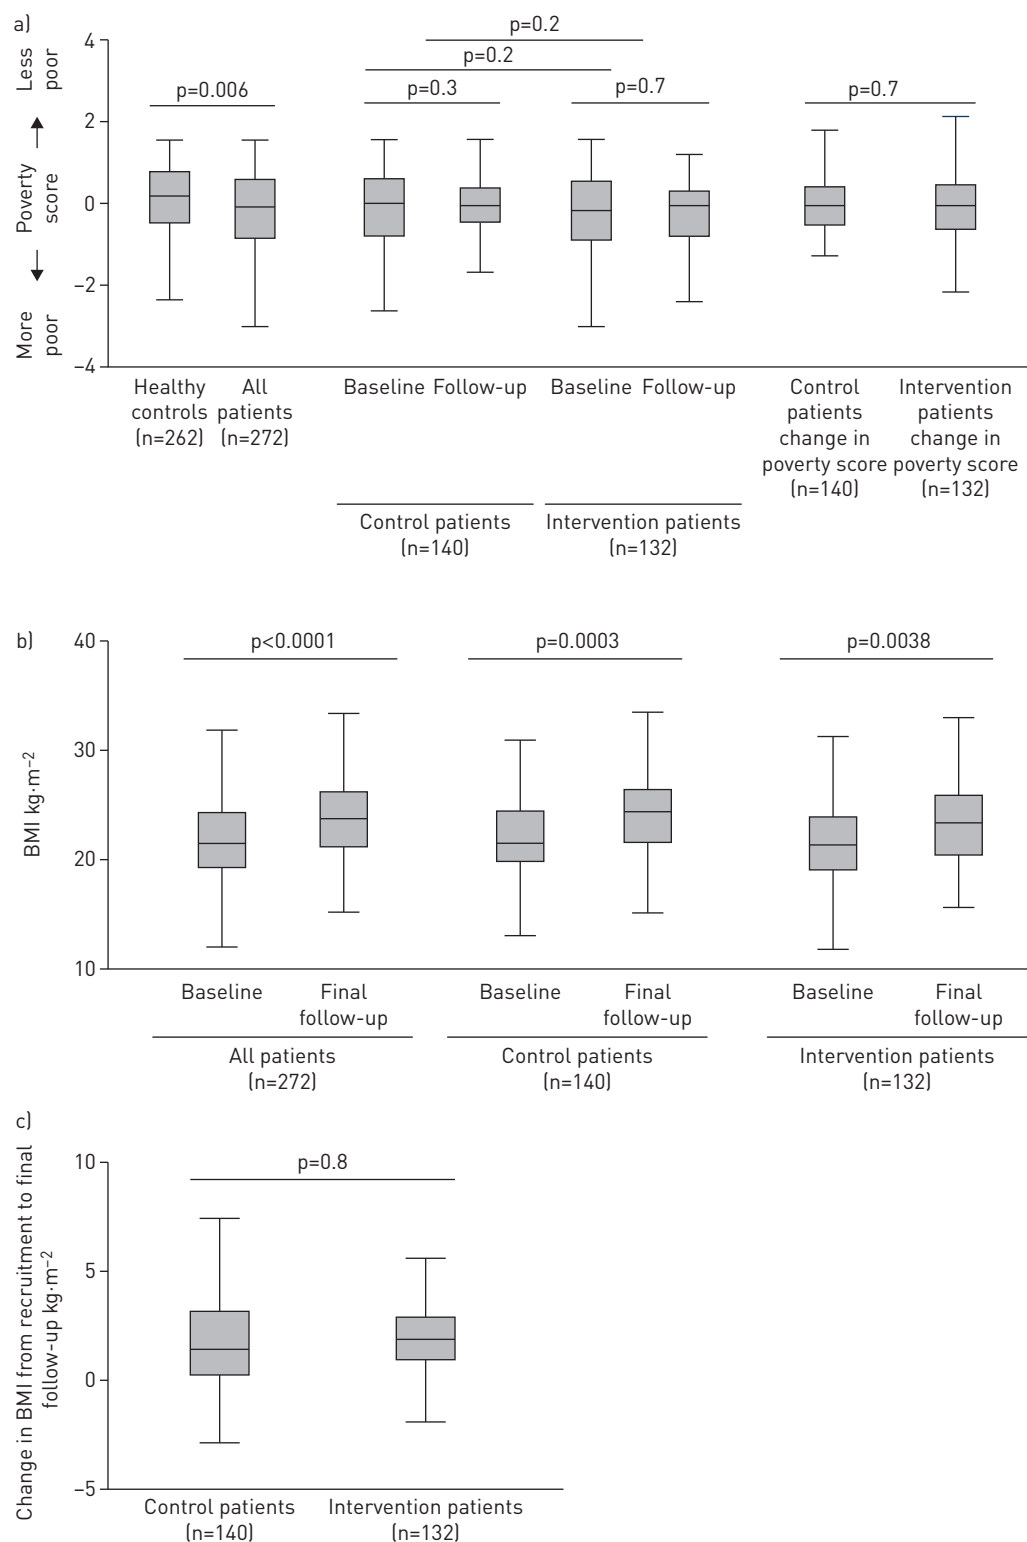 a)
Less
poor
Poverty
score
More
poor
4
2
0
–2
–4
p=0.2
p=0.2
p=0.006
p=0.3
p=0.7
p=0.7
Healthy
controls
(n=262)
All
patients
(n=272)
Baseline
Follow-up
Baseline
Follow-up
Control
patients
change in
poverty score
(n=140)
Intervention
patients
change in
poverty score
(n=132)
Control patients
(n=140)
Intervention patients
(n=132)
b)
BMI kg·m–2
40
30
20
10
p<0.0001
p=0.0003
p=0.0038
Baseline
Final
follow-up
Baseline
Final
follow-up
Baseline
Final
follow-up
All patients
(n=272)
Control patients
(n=140)
Intervention patients
(n=132)
c)
Change in BMI from recruitment to final
follow-up kg·m–2
10
5
0
–5
p=0.8
Control patients
(n=140)
Intervention patients
(n=132)